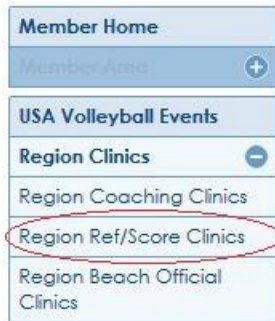 Member Home
Member Area
USA Volleyball Events
Region Clinics
Region Coaching Clinics
Region Ref/Score Clinics
Region Beach Official
Clinics